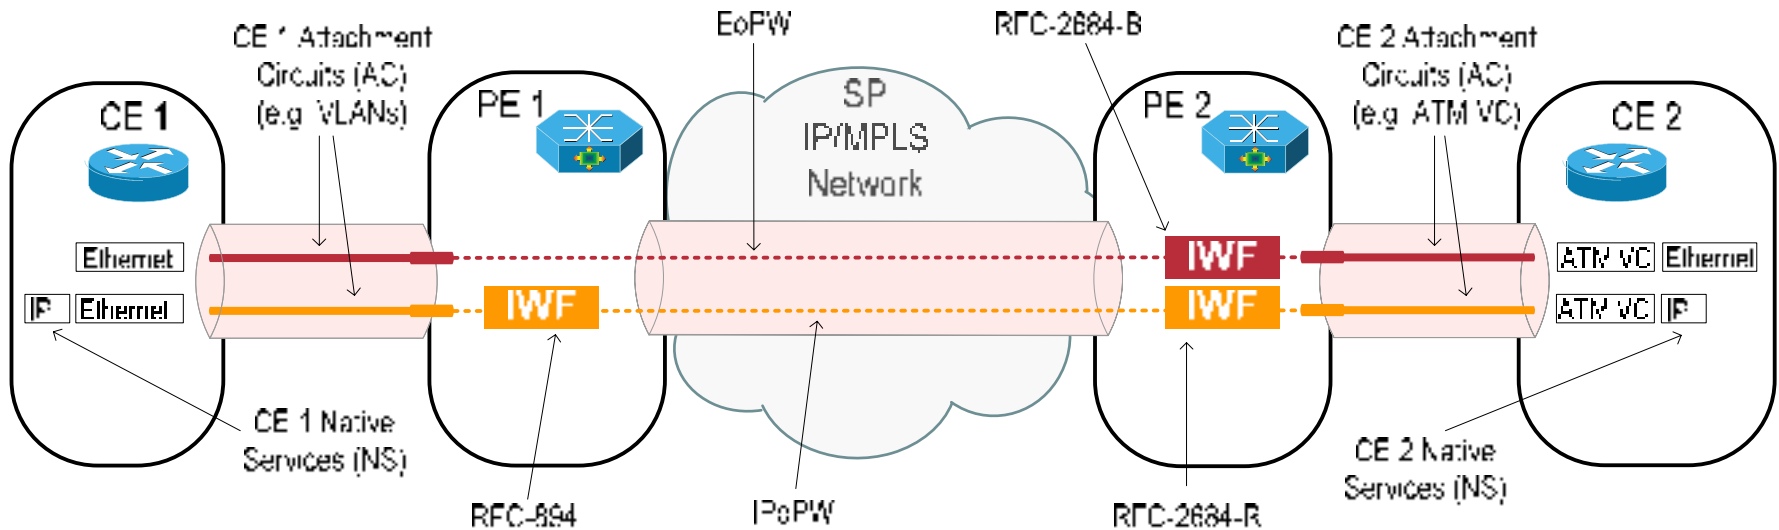 EoPW
RFC-2684-B
CE 1 Attachment
Circuits (AC)
(e.g. VLANs)
CE 2 Attachment
Circuits (AC)
(e.g. ATM VC)
CE 1
PE 1
SP
IP/MPLS
Network
PE 2
CE 2
Ethernet
IWF
ATM VC
Ethernet
IP
Ethernet
IWF
IWF
ATM VC
IP
CE 1 Native
Services (NS)
CE 2 Native
Services (NS)
RFC-894
IPoPW
RFC-2684-R